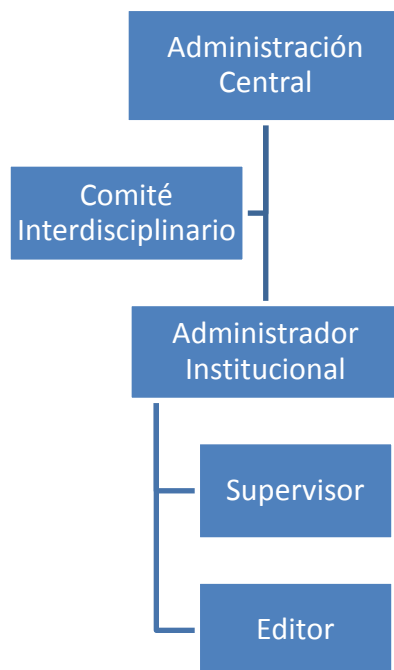 Administración
Central
Comité
Interdisciplinario
Administrador
Institucional
Supervisor
Editor